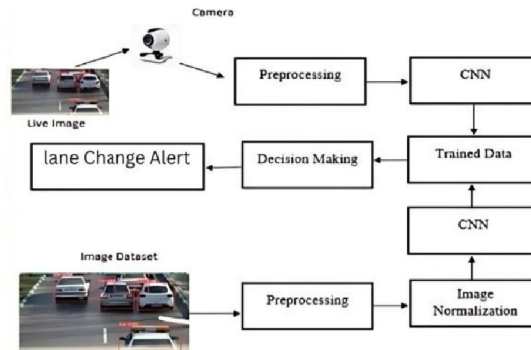 Camera
Preprocessing
CNN
Live Image
lane Change Alert
Decision Making
Trained Data
CNN
Image Dataset
Preprocessing
Image
Normalization